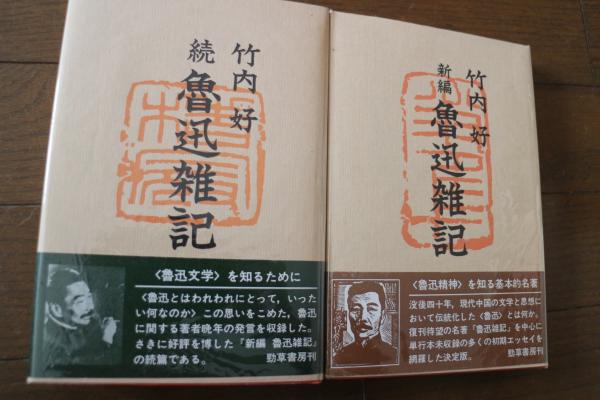 竹内 好
続 魯迅雑記
〈魯迅文学〉を知るために
〈魯迅とはわれわれにとって，いった
い何なのか〉この思いをこめた，魯迅
に関する著者晩年の発言を収録した。
さきに好評を博した『新編 魯迅雑記』
の続篇である。
勁草書房刊
竹内 好
新編 魯迅雑記
〈魯迅精神〉を知る基本的名著
没後四十年，現代中国の文学と思想に
おいて伝統化した〈魯迅〉とは何か。
復刊待望の名著『魯迅雑記』を中心に
単行本未収録の多くの初期エッセイを
網羅した決定版。
勁草書房刊